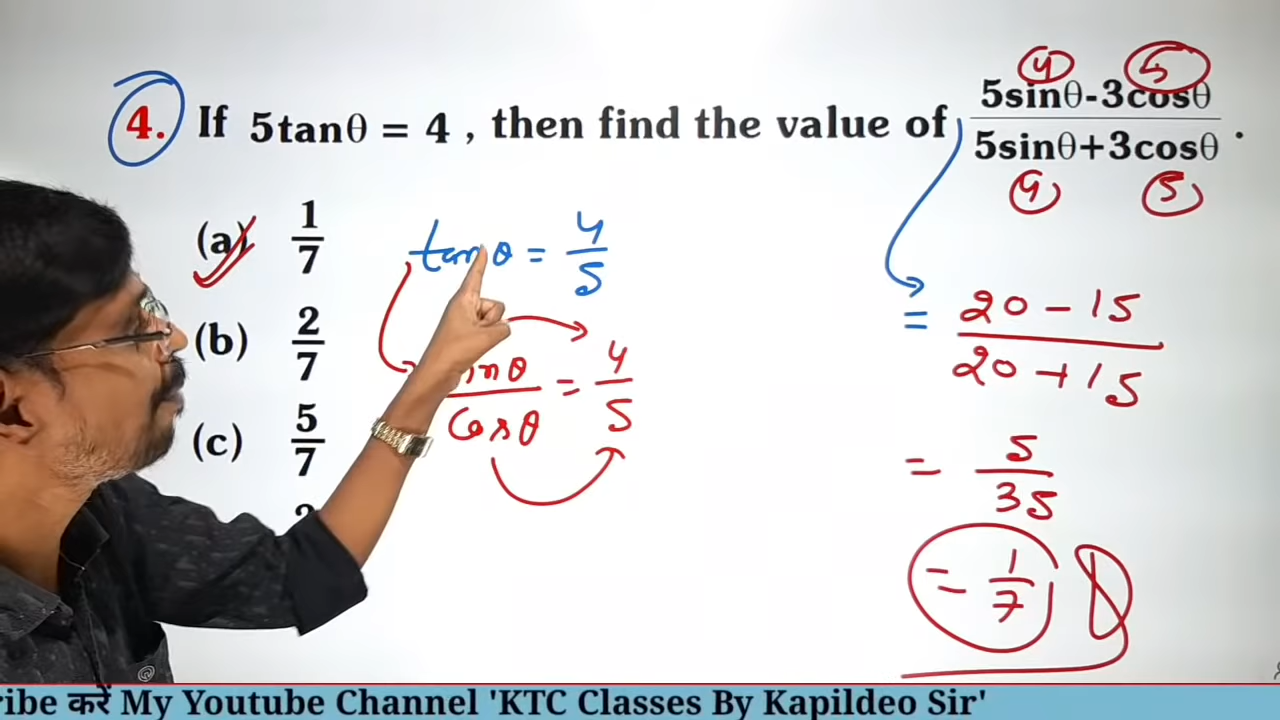 4. If 5tanθ = 4 , then find the value of (5sinθ-3cosθ)/(5sinθ+3cosθ) .
4 5
4 5
(a) 1/7
(b) 2/7
(c) 5/7
tanθ = 4/5
inθ/cosθ = 4/5
= (20 - 15)/(20 + 15)
= 5/35
= 1/7
ribe करें My Youtube Channel 'KTC Classes By Kapildeo Sir'